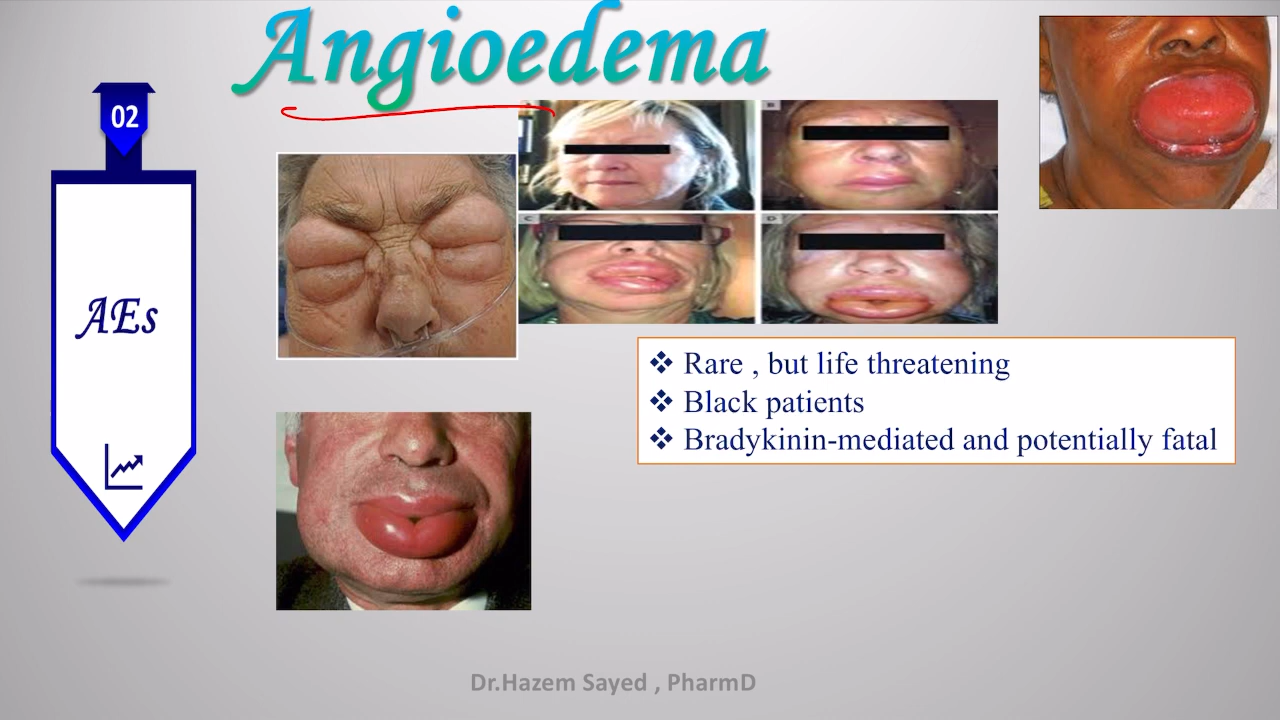 Angioedema
02
AEs
B
C
D
❖ Rare , but life threatening
❖ Black patients
❖ Bradykinin-mediated and potentially fatal
Dr.Hazem Sayed , PharmD